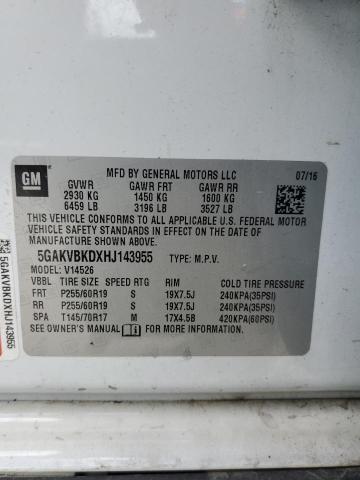 GM
MFD BY GENERAL MOTORS LLC 07/16
GVWR GAWR FRT GAWR RR
2930 KG 1450 KG 1600 KG
6459 LB 3196 LB 3527 LB
THIS VEHICLE CONFORMS TO ALL APPLICABLE U.S. FEDERAL MOTOR
VEHICLE SAFETY STANDARDS IN EFFECT ON THE DATE OF
MANUFACTURE SHOWN ABOVE.
5GAKVBKDXHJ143955 TYPE: M.P.V.
MODEL: V14526
VBBL TIRE SIZE SPEED RTG RIM COLD TIRE PRESSURE
FRT P255/60R19 S 19X7.5J 240KPA(35PSI)
RR P255/60R19 S 19X7.5J 240KPA(35PSI)
SPA T145/70R17 M 17X4.5B 420KPA(60PSI)
SEE OWNER'S MANUAL FOR MORE INFORMATION.
5GAKVBKDXHJ143955